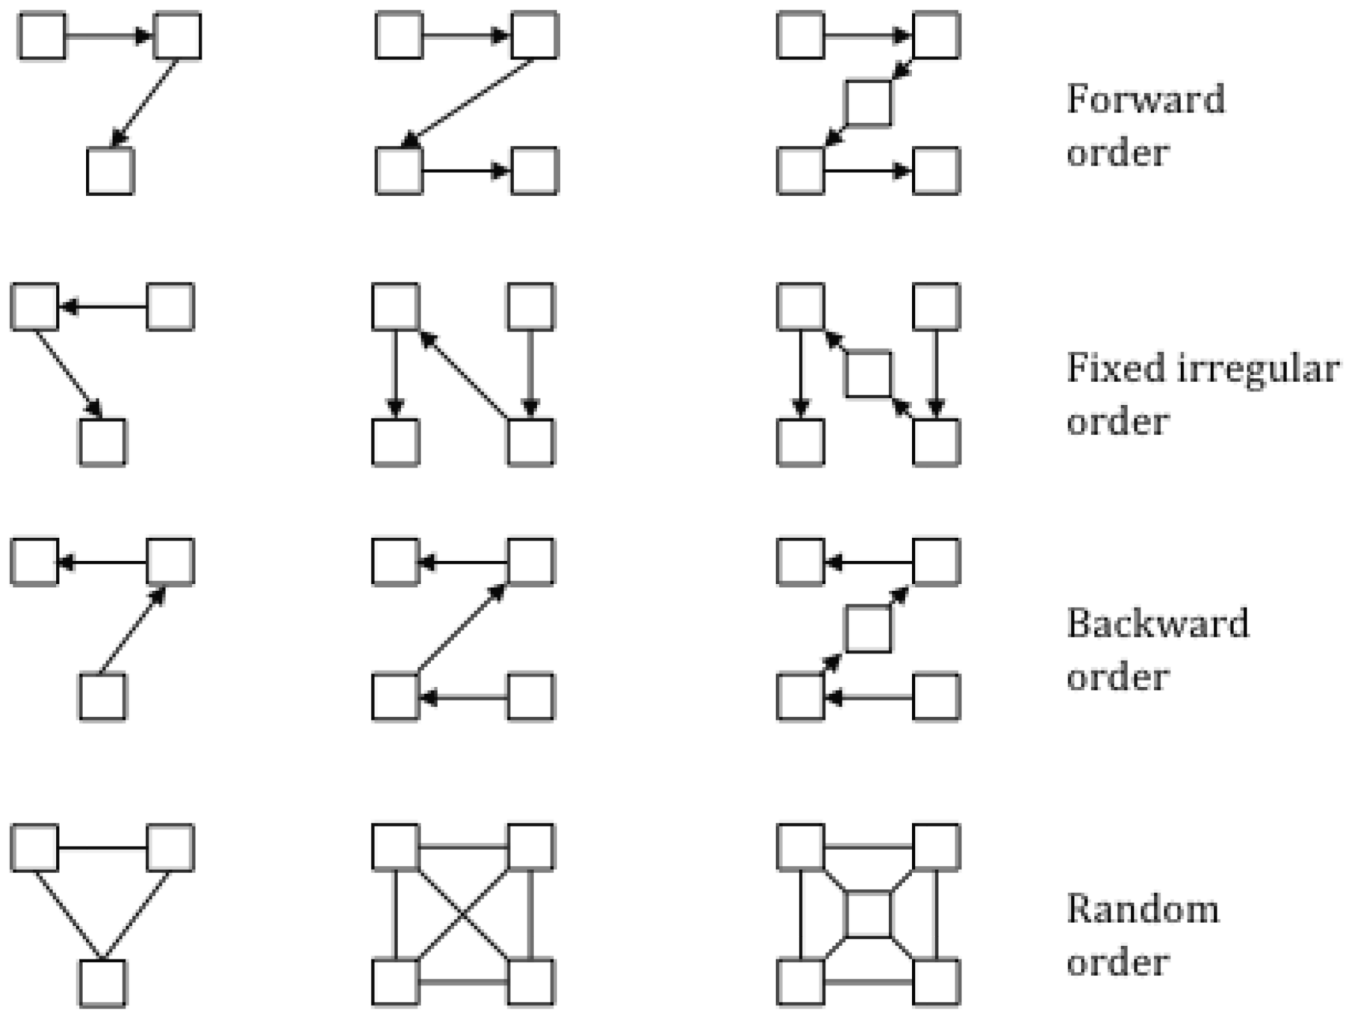 Forward
order
Fixed irregular
order
Backward
order
Random
order